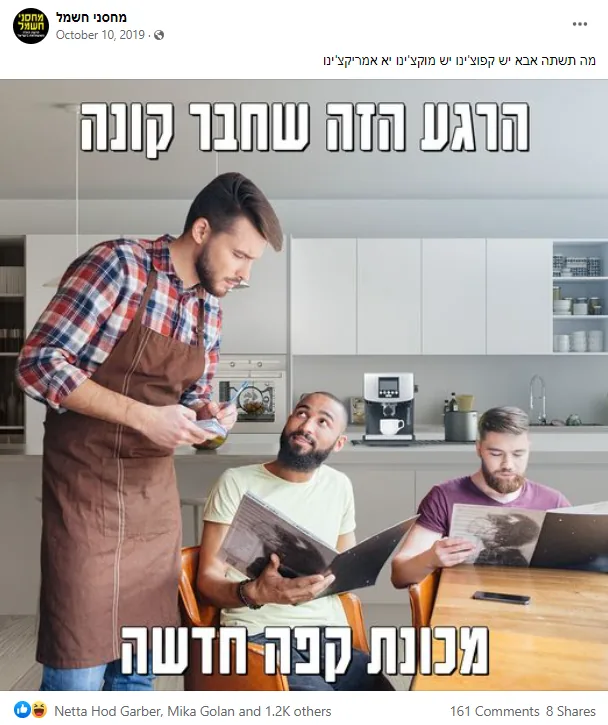 מחסני חשמל
October 10, 2019
מה תשתה אבא יש קפוצ'ינו יש מוקצ'ינו יא אמריקצ'ינו
הרגע הזה שחבר קונה
מכונת קפה חדשה
Netta Hod Garber, Mika Golan and 1.2K others
161 Comments 8 Shares